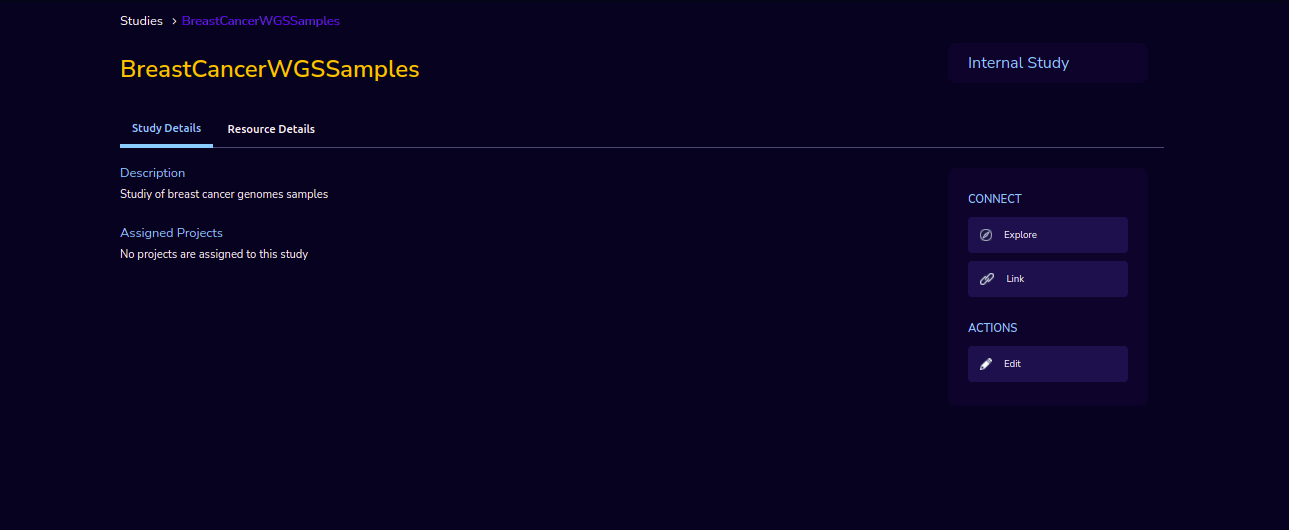 Studies › BreastCancerWGSSamples
BreastCancerWGSSamples
Internal Study
Study Details
Resource Details
Description
Studiy of breast cancer genomes samples
Assigned Projects
No projects are assigned to this study
CONNECT
Explore
Link
ACTIONS
Edit